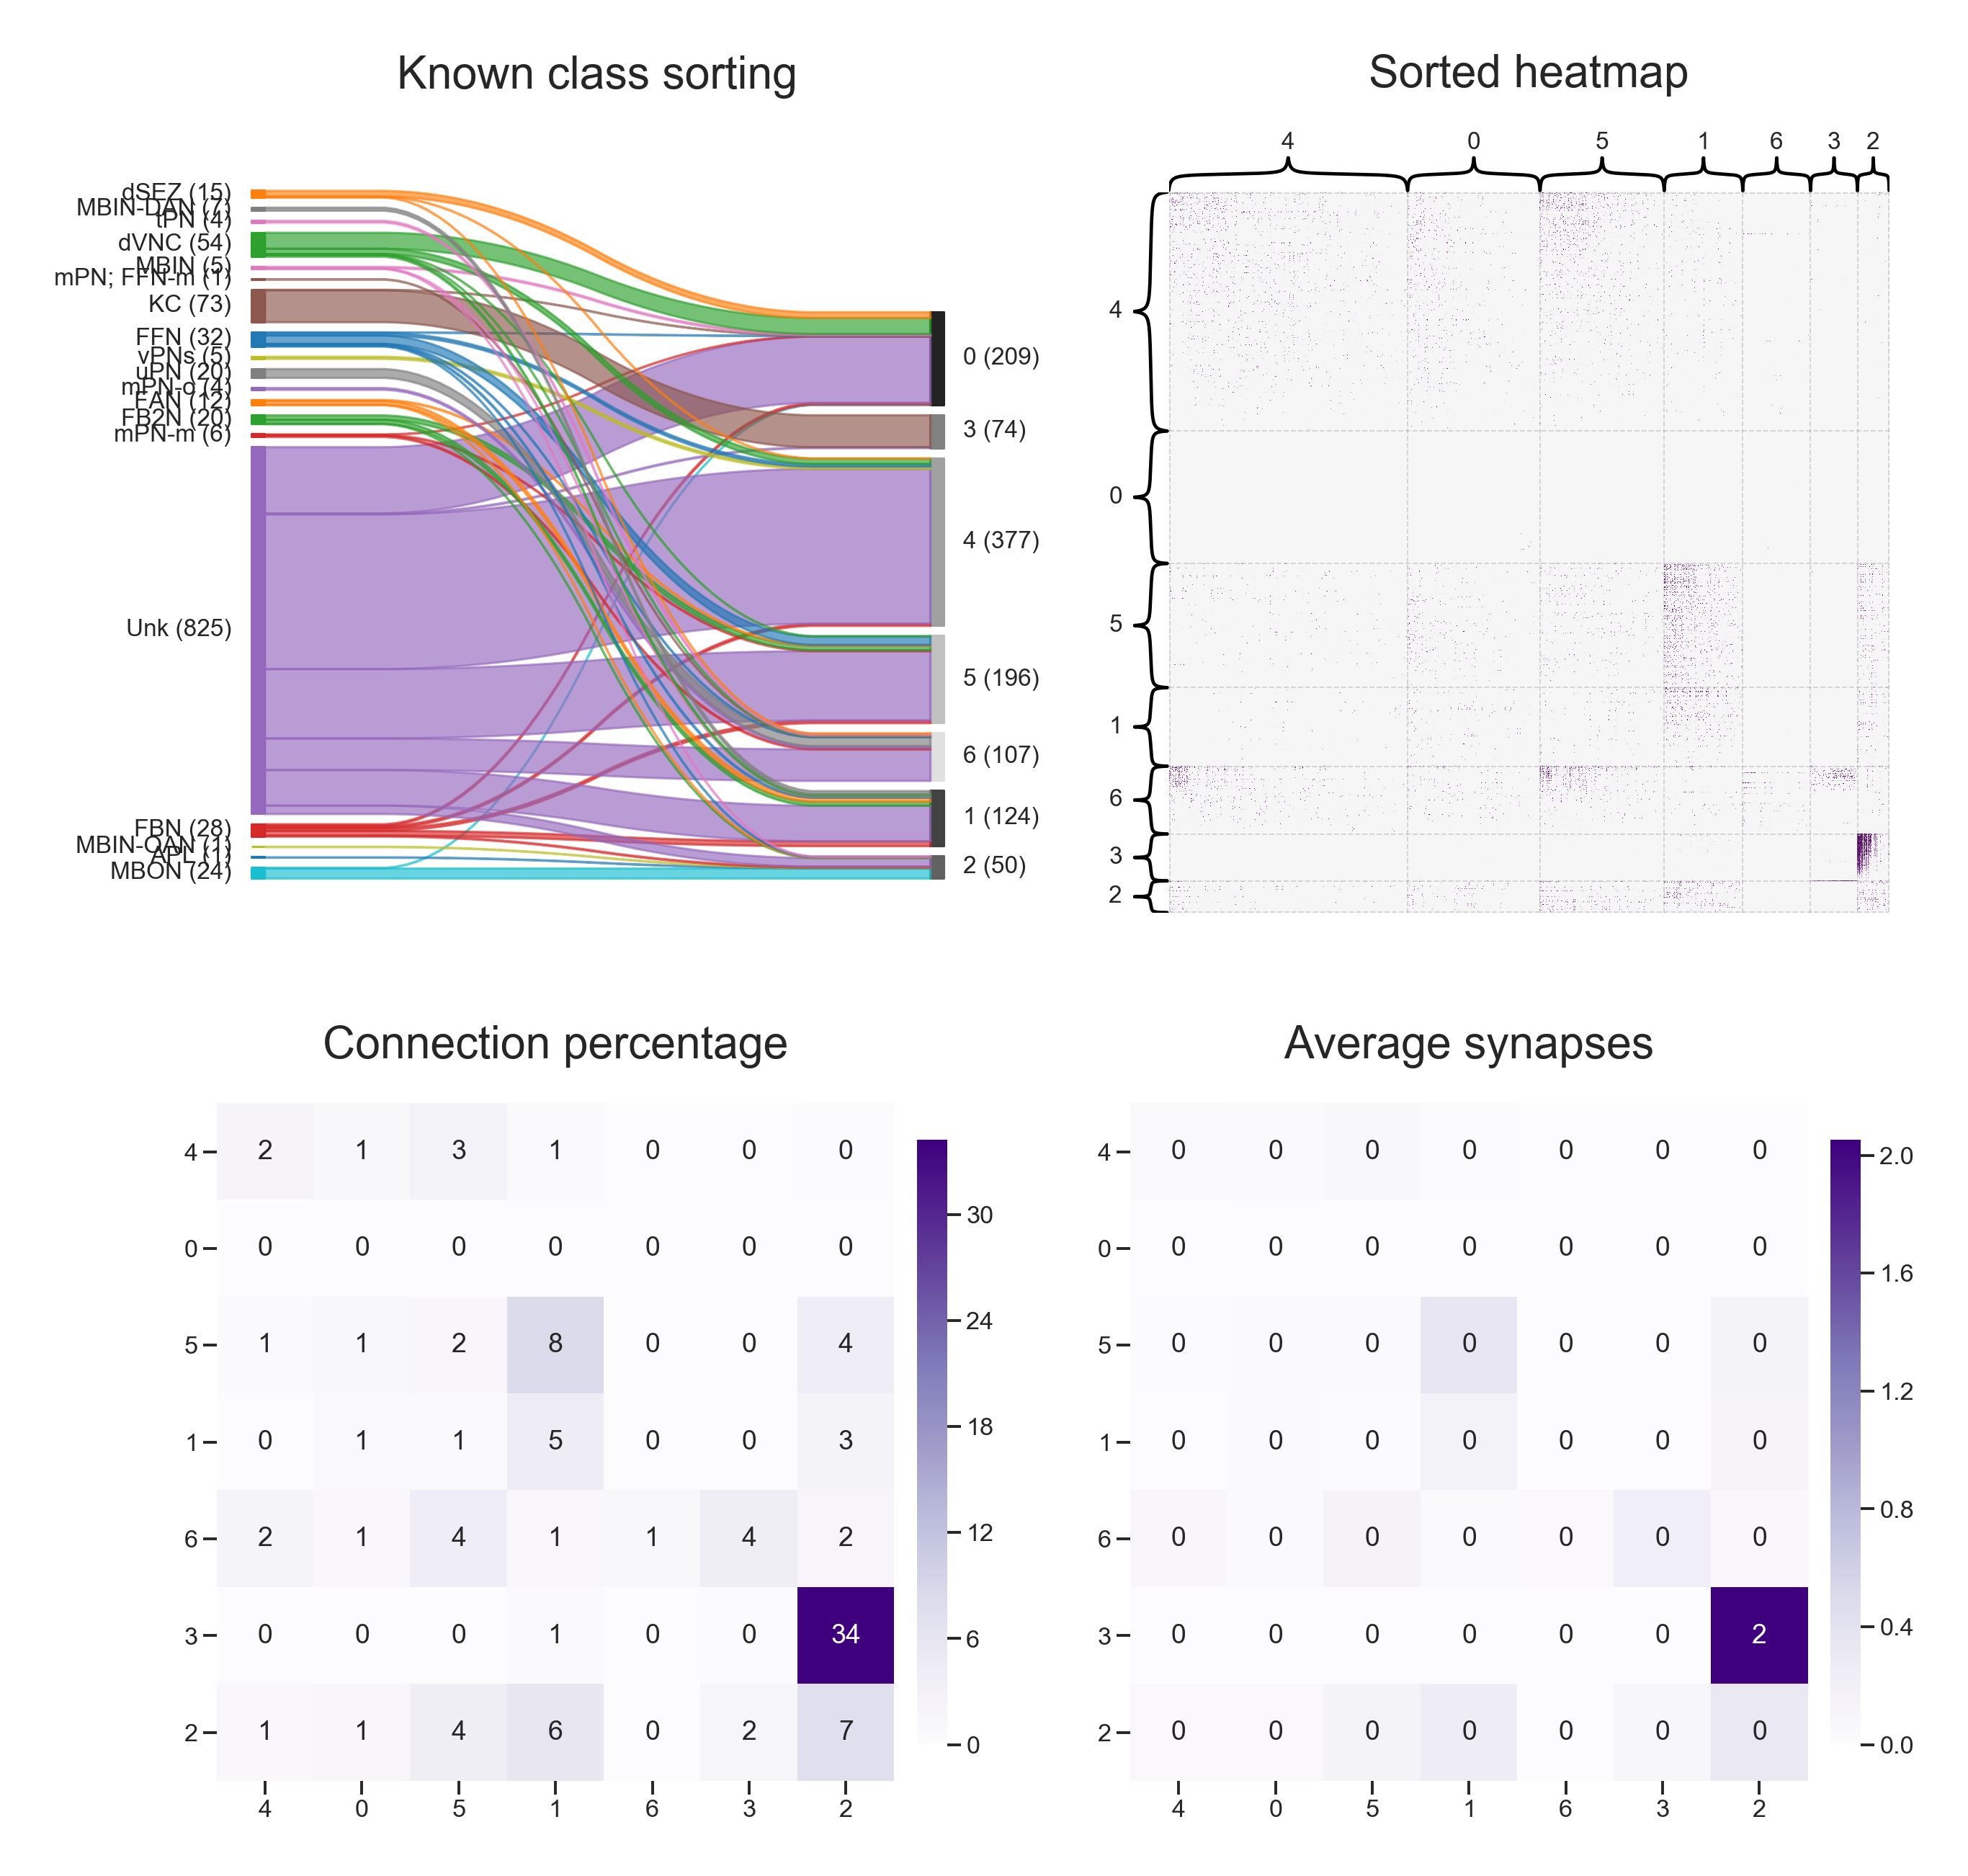 Known class sorting
dSEZ (15)
MBIN-DAN (7)
tPN (4)
dVNC (54)
MBIN (5)
mPN; FFN-m (1)
KC (73)
FFN (32)
vPNs (5)
uPN (20)
mPN-o (4)
FAN (12)
FB2N (20)
mPN-m (6)
Unk (825)
FBN (28)
MBIN-OAN (1)
APL (1)
MBON (24)
0 (209)
3 (74)
4 (377)
5 (196)
6 (107)
1 (124)
2 (50)
Sorted heatmap
4 0 5 1 6 3 2
4
0
5
1
6
3
2
Connection percentage
4 2 1 3 1 0 0 0
0 0 0 0 0 0 0 0
5 1 1 2 8 0 0 4
1 0 1 1 5 0 0 3
6 2 1 4 1 1 4 2
3 0 0 0 1 0 0 34
2 1 1 4 6 0 2 7
4 0 5 1 6 3 2
30
24
18
12
6
0
Average synapses
4 0 0 0 0 0 0 0
0 0 0 0 0 0 0 0
5 0 0 0 0 0 0 0
1 0 0 0 0 0 0 0
6 0 0 0 0 0 0 0
3 0 0 0 0 0 0 2
2 0 0 0 0 0 0 0
4 0 5 1 6 3 2
2.0
1.6
1.2
0.8
0.4
0.0